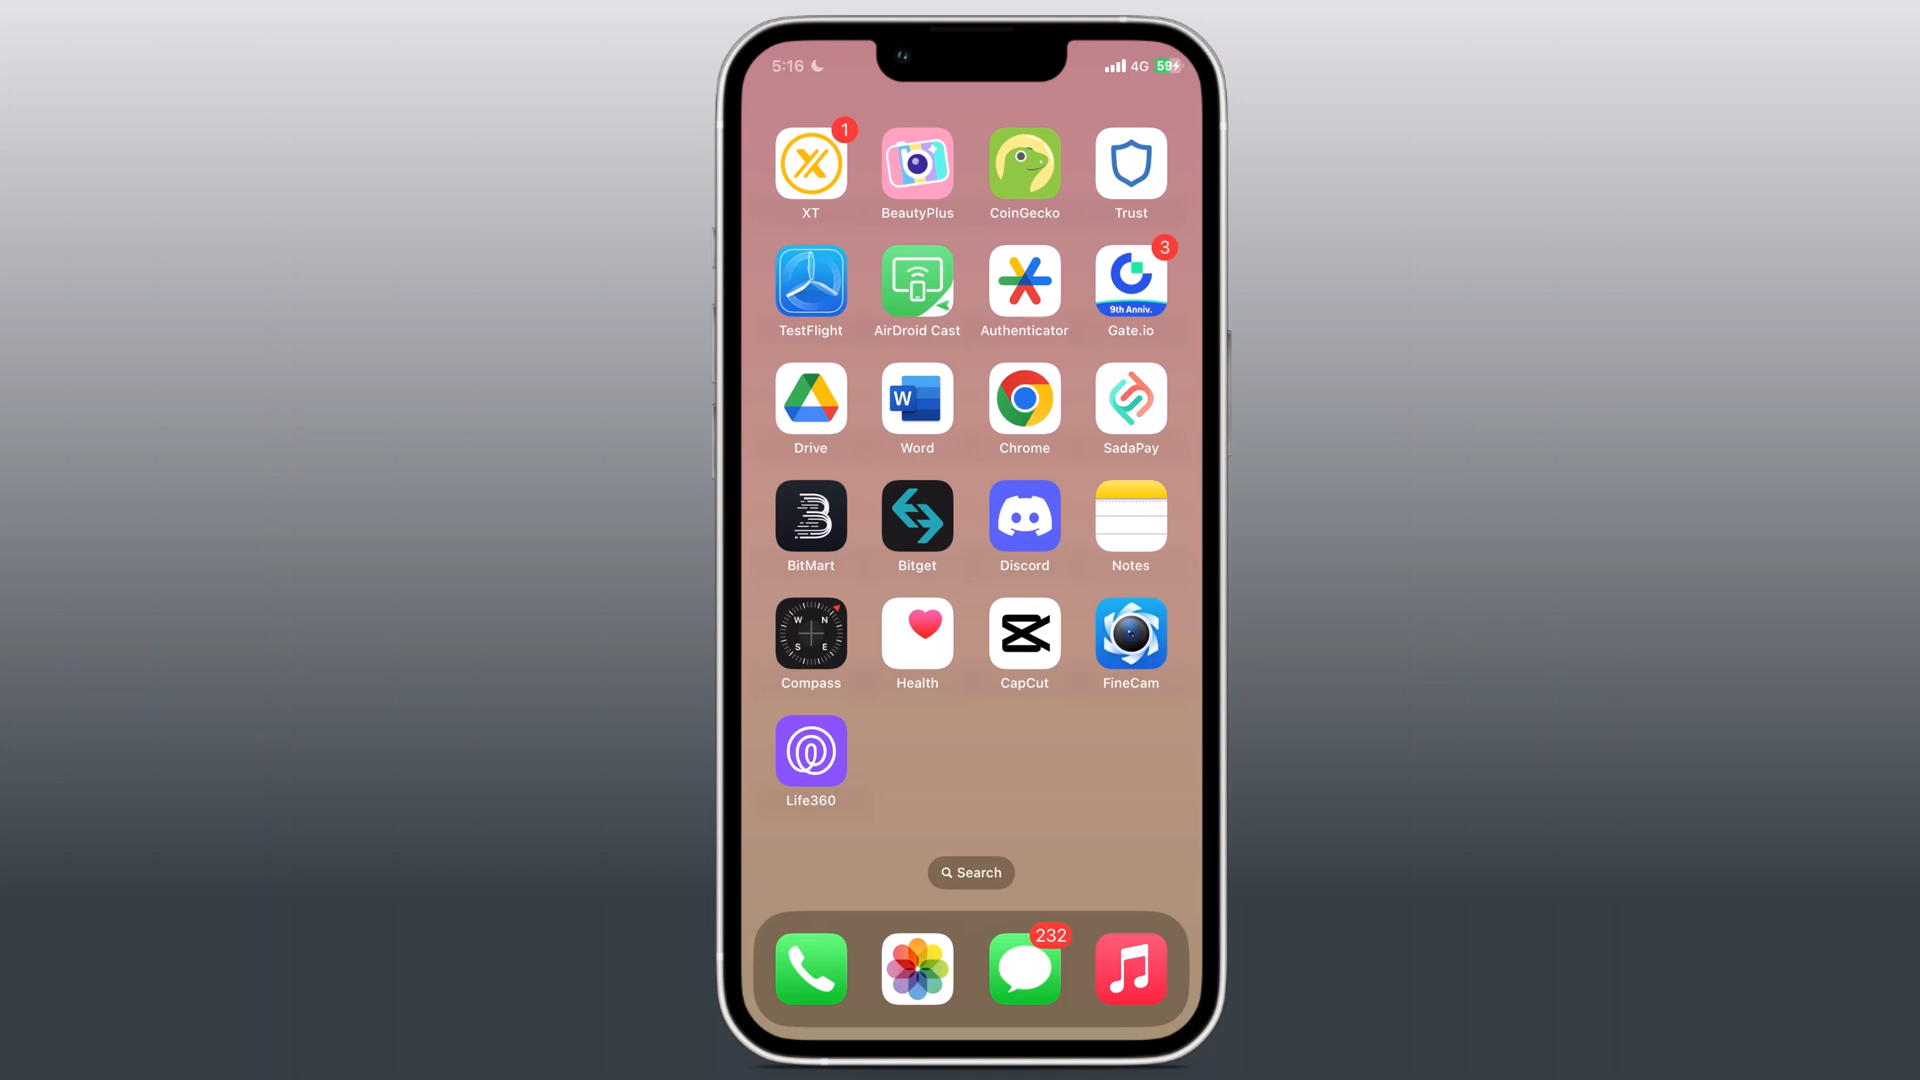 5:16 4G 59
1
XT BeautyPlus CoinGecko Trust
3
9th Anniv.
TestFlight AirDroid Cast Authenticator Gate.io
W
Drive Word Chrome SadaPay
B
BitMart Bitget Discord Notes
W N
S E
Compass Health CapCut FineCam
Life360
Search
232